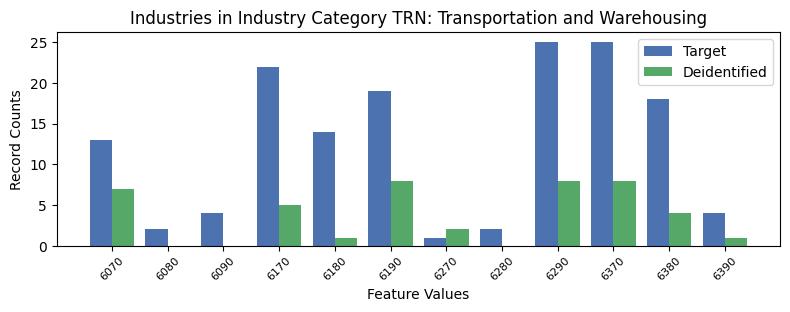 Industries in Industry Category TRN: Transportation and Warehousing
Target
Deidentified
Record Counts
25
20
15
10
5
0
6070 6080 6090 6170 6180 6190 6270 6280 6290 6370 6380 6390
Feature Values